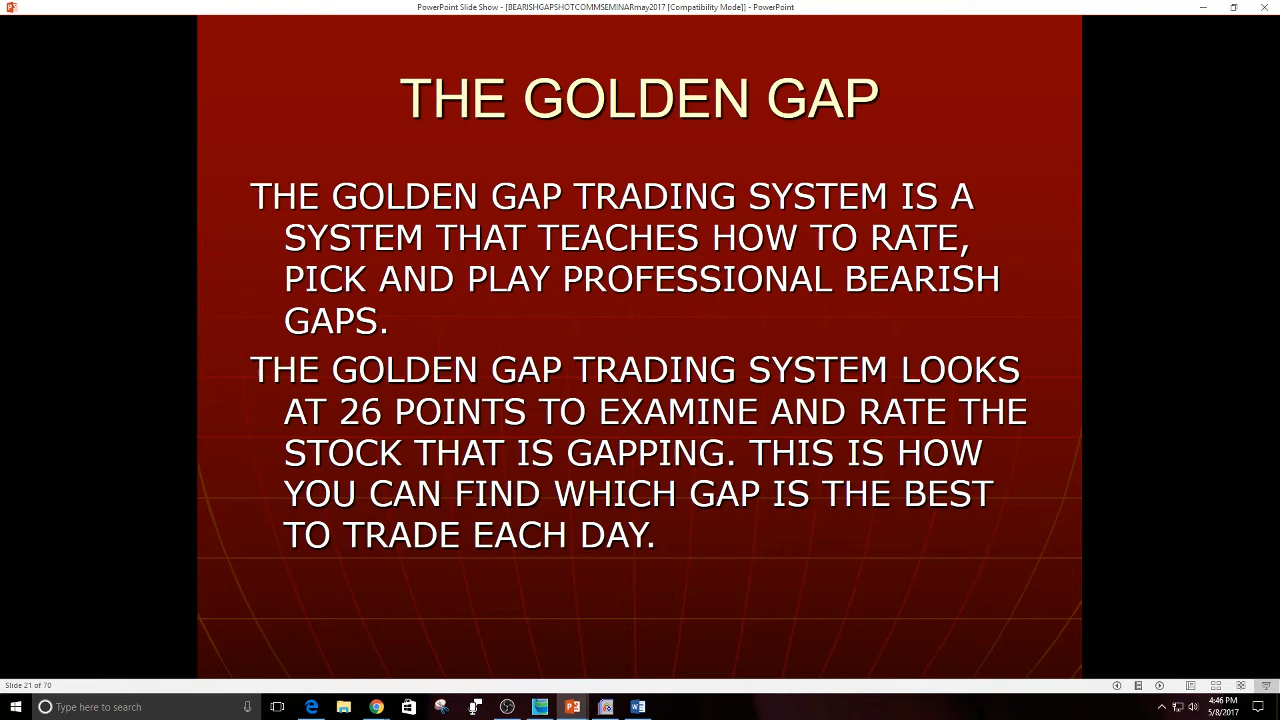 PowerPoint Slide Show - [BEARISHGAPSHOTCOMMSEMINARmay2017 [Compatibility Mode]] - PowerPoint
THE GOLDEN GAP
THE GOLDEN GAP TRADING SYSTEM IS A
SYSTEM THAT TEACHES HOW TO RATE,
PICK AND PLAY PROFESSIONAL BEARISH
GAPS.
THE GOLDEN GAP TRADING SYSTEM LOOKS
AT 26 POINTS TO EXAMINE AND RATE THE
STOCK THAT IS GAPPING. THIS IS HOW
YOU CAN FIND WHICH GAP IS THE BEST
TO TRADE EACH DAY.
Slide 21 of 70
Type here to search
4:46 PM
5/8/2017